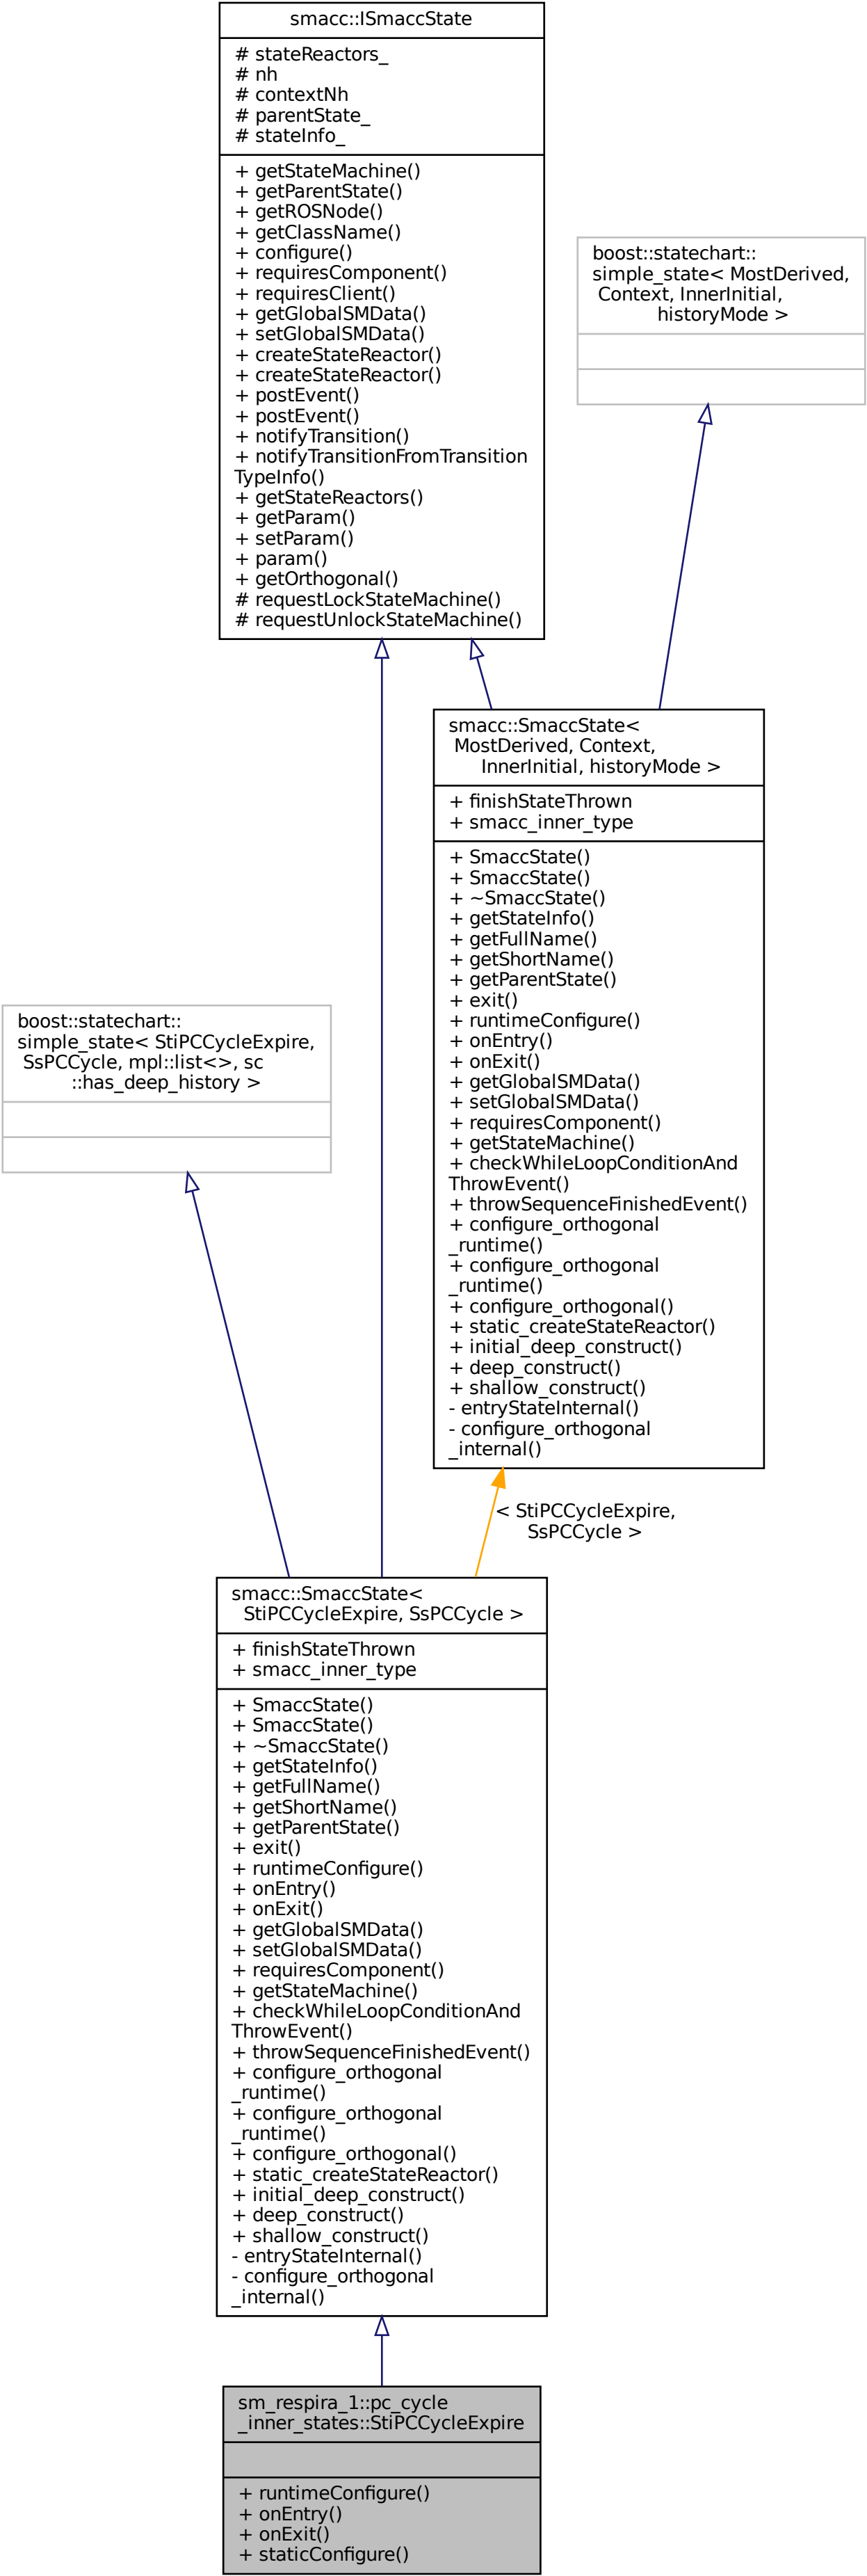 smacc::ISmaccState
# stateReactors_
# nh
# contextNh
# parentState_
# stateInfo_
+ getStateMachine()
+ getParentState()
+ getROSNode()
+ getClassName()
+ configure()
+ requiresComponent()
+ requiresClient()
+ getGlobalSMData()
+ setGlobalSMData()
+ createStateReactor()
+ createStateReactor()
+ postEvent()
+ postEvent()
+ notifyTransition()
+ notifyTransitionFromTransition
TypeInfo()
+ getStateReactors()
+ getParam()
+ setParam()
+ param()
+ getOrthogonal()
# requestLockStateMachine()
# requestUnlockStateMachine()
boost::statechart::
simple_state< MostDerived,
Context, InnerInitial,
historyMode >
smacc::SmaccState<
MostDerived, Context,
InnerInitial, historyMode >
+ finishStateThrown
+ smacc_inner_type
+ SmaccState()
+ SmaccState()
+ ~SmaccState()
+ getStateInfo()
+ getFullName()
+ getShortName()
+ getParentState()
+ exit()
+ runtimeConfigure()
+ onEntry()
+ onExit()
+ getGlobalSMData()
+ setGlobalSMData()
+ requiresComponent()
+ getStateMachine()
+ checkWhileLoopConditionAnd
ThrowEvent()
+ throwSequenceFinishedEvent()
+ configure_orthogonal
_runtime()
+ configure_orthogonal
_runtime()
+ configure_orthogonal()
+ static_createStateReactor()
+ initial_deep_construct()
+ deep_construct()
+ shallow_construct()
- entryStateInternal()
- configure_orthogonal
_internal()
boost::statechart::
simple_state< StiPCCycleExpire,
SsPCCycle, mpl::list<>, sc
::has_deep_history >
< StiPCCycleExpire,
SsPCCycle >
smacc::SmaccState<
StiPCCycleExpire, SsPCCycle >
+ finishStateThrown
+ smacc_inner_type
+ SmaccState()
+ SmaccState()
+ ~SmaccState()
+ getStateInfo()
+ getFullName()
+ getShortName()
+ getParentState()
+ exit()
+ runtimeConfigure()
+ onEntry()
+ onExit()
+ getGlobalSMData()
+ setGlobalSMData()
+ requiresComponent()
+ getStateMachine()
+ checkWhileLoopConditionAnd
ThrowEvent()
+ throwSequenceFinishedEvent()
+ configure_orthogonal
_runtime()
+ configure_orthogonal
_runtime()
+ configure_orthogonal()
+ static_createStateReactor()
+ initial_deep_construct()
+ deep_construct()
+ shallow_construct()
- entryStateInternal()
- configure_orthogonal
_internal()
sm_respira_1::pc_cycle
_inner_states::StiPCCycleExpire
+ runtimeConfigure()
+ onEntry()
+ onExit()
+ staticConfigure()